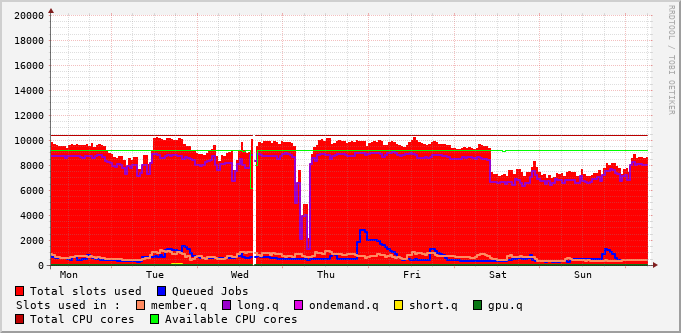 20000
18000
16000
14000
12000
10000
8000
6000
4000
2000
0
Mon Tue Wed Thu Fri Sat Sun
RRDTOOL / TOBI OETIKER
Total slots used Queued Jobs
Slots used in : member.q long.q ondemand.q short.q gpu.q
Total CPU cores Available CPU cores